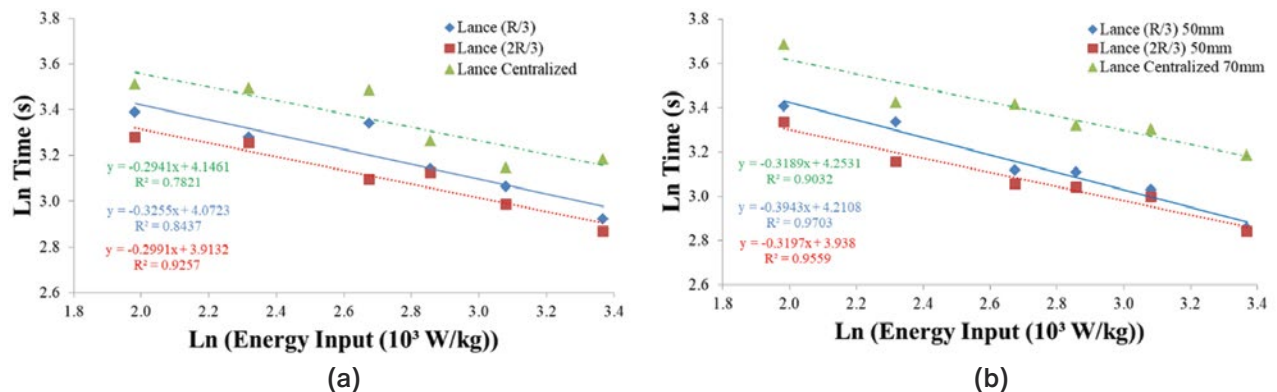 3.8
3.6
3.4
3.2
3.0
2.8
2.6
Ln Time (s)
Lance (R/3)
Lance (2R/3)
Lance Centralized
y = -0.2941x + 4.1461
R² = 0.7821
y = -0.3255x + 4.0723
R² = 0.8437
y = -0.2991x + 3.9132
R² = 0.9257
1.8 2.0 2.2 2.4 2.6 2.8 3.0 3.2 3.4
Ln (Energy Input (10³ W/kg))
(a)
3.8
3.6
3.4
3.2
3.0
2.8
2.6
Ln Time (s)
Lance (R/3) 50mm
Lance (2R/3) 50mm
Lance Centralized 70mm
y = -0.3189x + 4.2531
R² = 0.9032
y = -0.3943x + 4.2108
R² = 0.9703
y = -0.3197x + 3.938
R² = 0.9559
1.8 2.0 2.2 2.4 2.6 2.8 3.0 3.2 3.4
Ln (Energy Input (10³ W/kg))
(b)